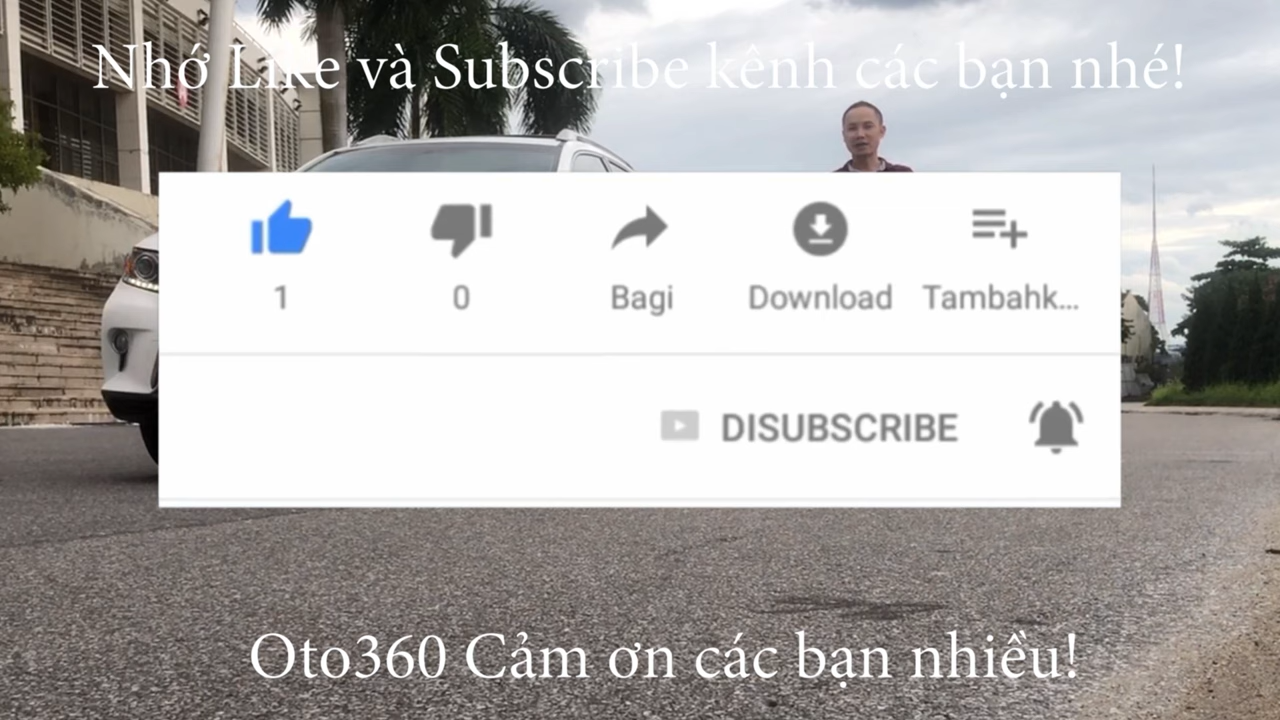 Nhớ Like và Subscribe kênh các bạn nhé!
1
0
Bagi
Download
Tambahk...
DISUBSCRIBE
Oto360 Cảm ơn các bạn nhiều!